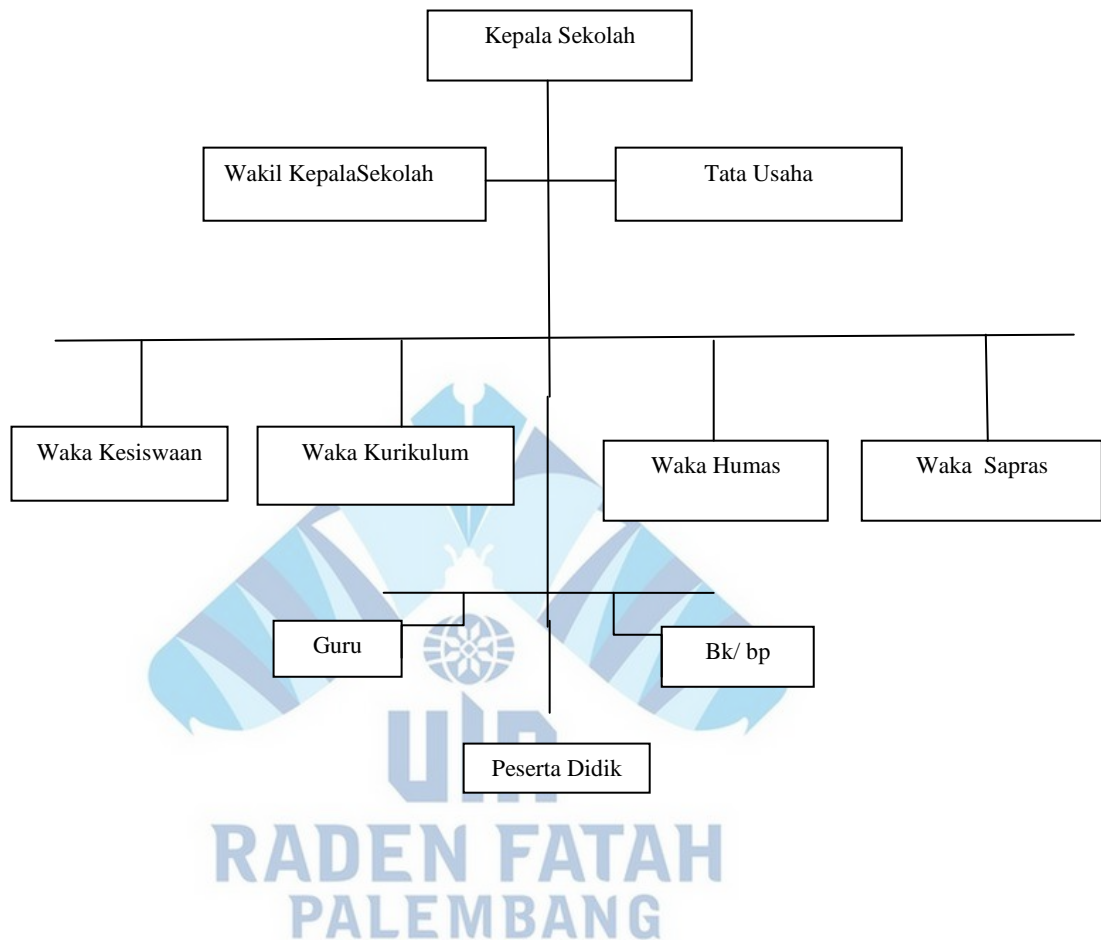 Kepala Sekolah
Wakil KepalaSekolah
Tata Usaha
Waka Kesiswaan
Waka Kurikulum
Waka Humas
Waka Sapras
Guru
Bk/ bp
Peserta Didik
uin
RADEN FATAH
PALEMBANG